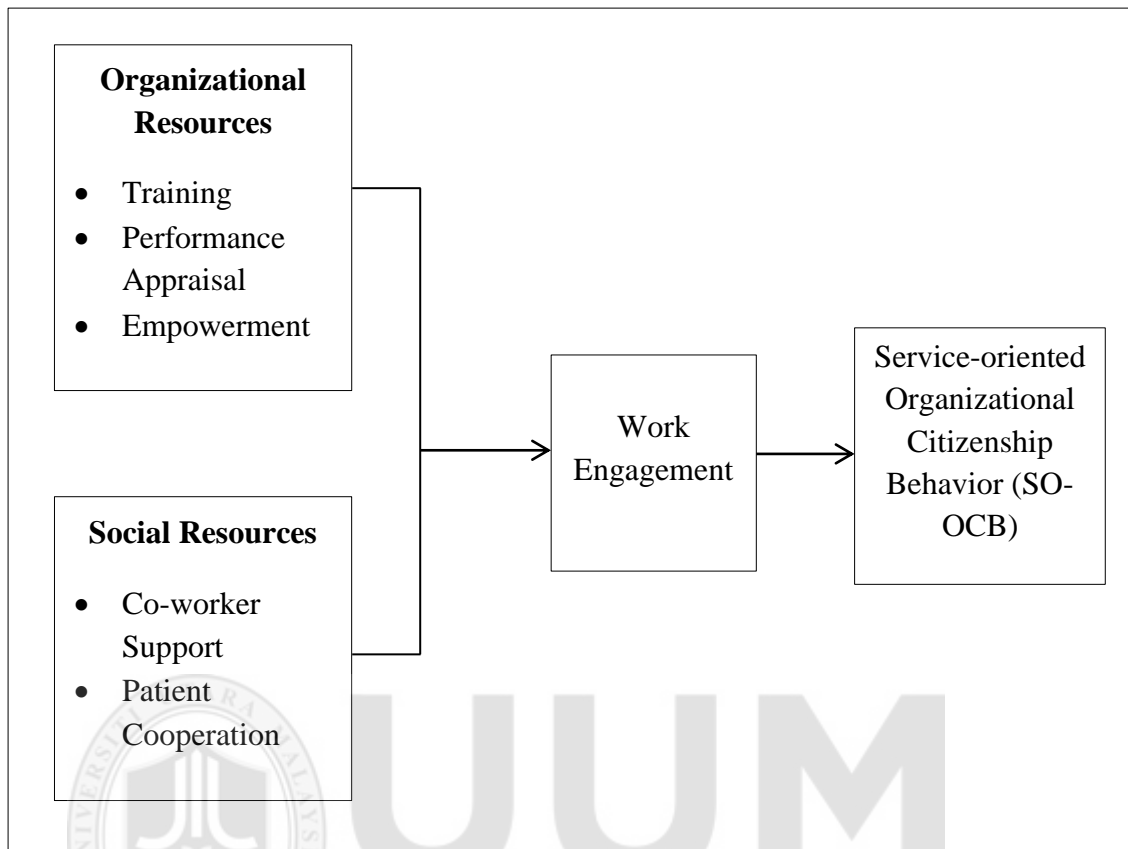 Organizational
Resources
• Training
• Performance
Appraisal
• Empowerment
Social Resources
• Co-worker
Support
• Patient
Cooperation
Work
Engagement
Service-oriented
Organizational
Citizenship
Behavior (SO-
OCB)
UUM